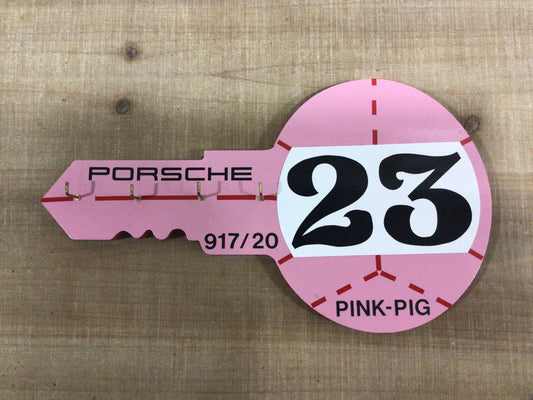 PORSCHE
917/20
23
PINK-PIG